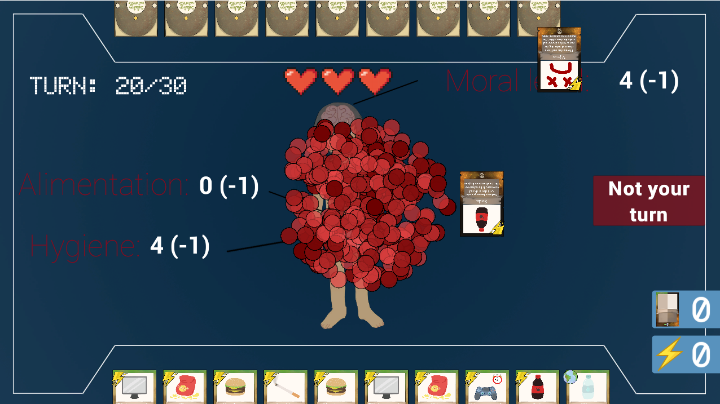 TURN: 20/30
Moral l
4 (-1)
Alimentation: 0 (-1)
Not your
turn
Hygiene: 4 (-1)
0
0